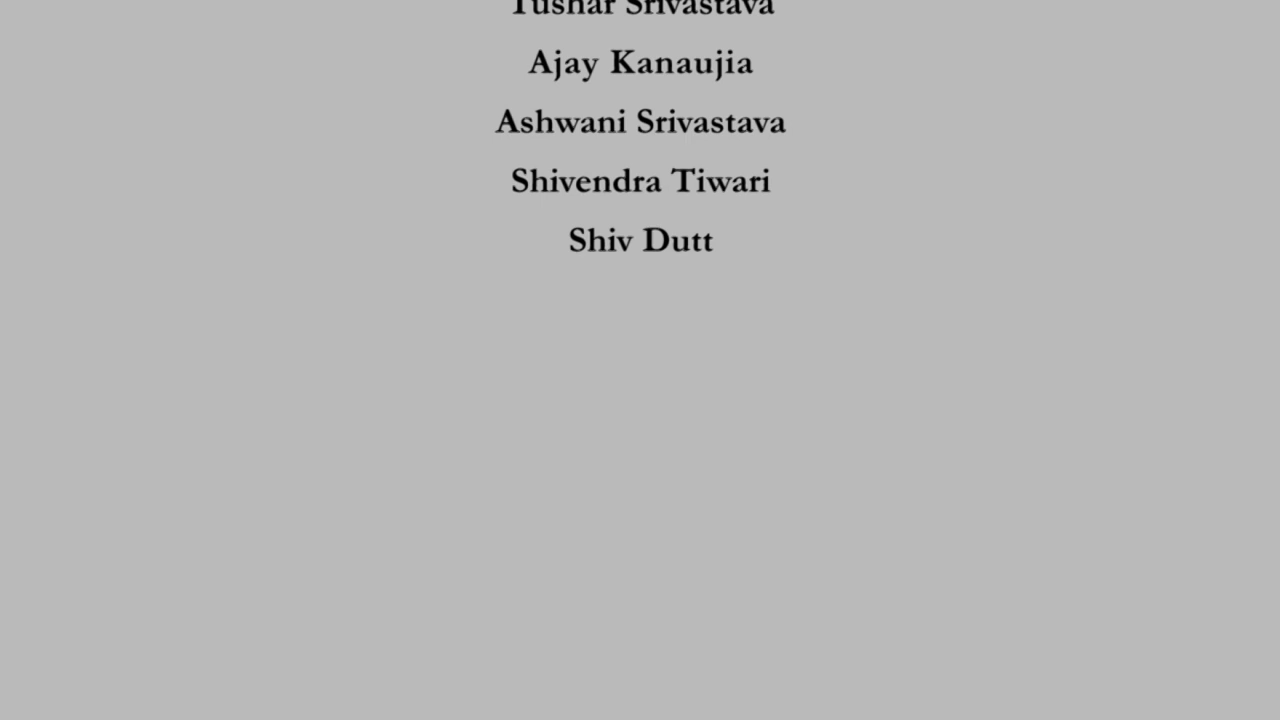 Tushar Srivastava
Ajay Kanaujia
Ashwani Srivastava
Shivendra Tiwari
Shiv Dutt